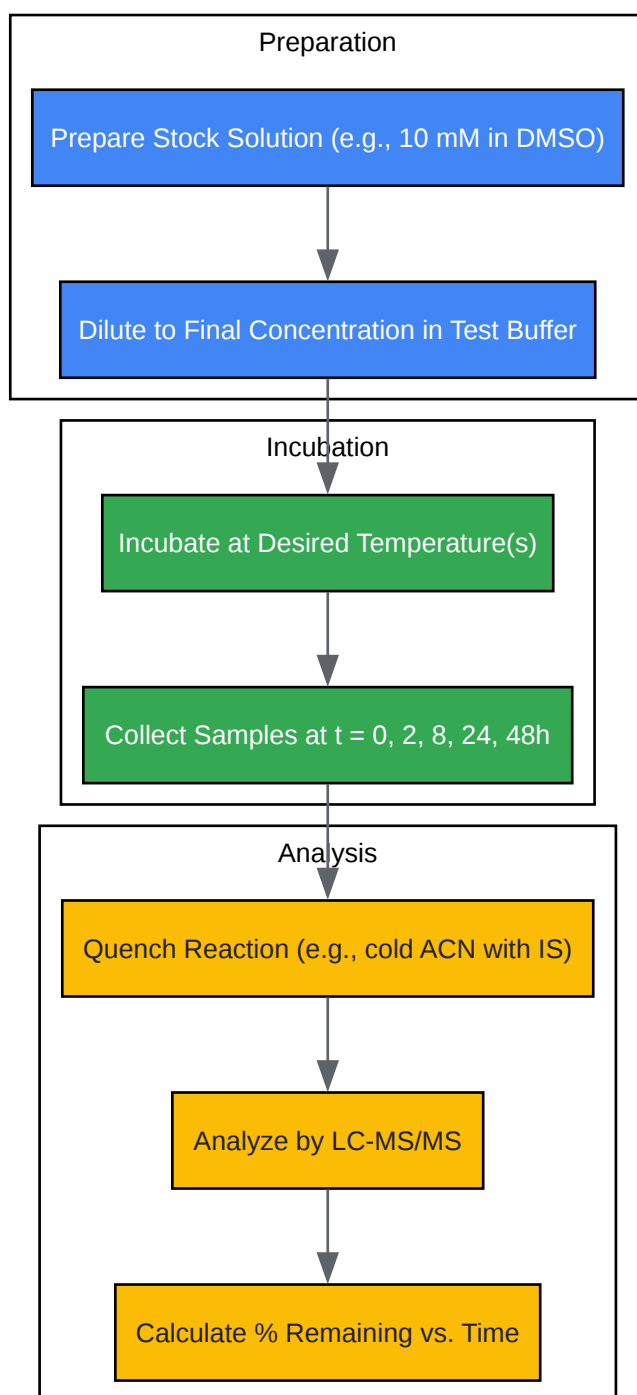 Preparation
Prepare Stock Solution (e.g., 10 mM in DMSO)
Dilute to Final Concentration in Test Buffer
Incubation
Incubate at Desired Temperature(s)
Collect Samples at t = 0, 2, 8, 24, 48h
Analysis
Quench Reaction (e.g., cold ACN with IS)
Analyze by LC-MS/MS
Calculate % Remaining vs. Time